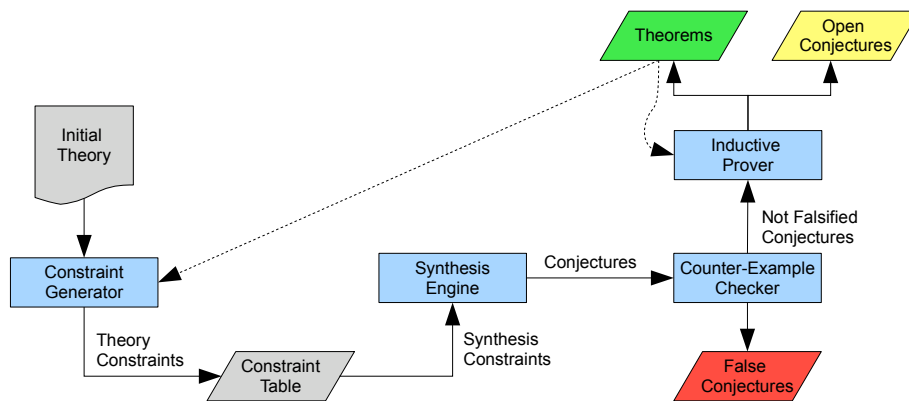 Theorems
Open
Conjectures
Initial
Theory
Inductive
Prover
Not Falsified
Conjectures
Constraint
Generator
Synthesis
Engine
Conjectures
Counter-Example
Checker
Theory
Constraints
Synthesis
Constraints
Constraint
Table
False
Conjectures